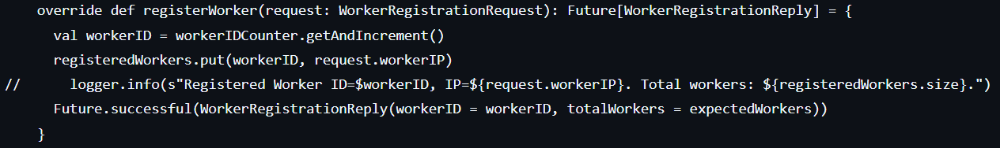 override def registerWorker(request: WorkerRegistrationRequest): Future[WorkerRegistrationReply] = {
val workerID = workerIDCounter.getAndIncrement()
registeredWorkers.put(workerID, request.workerIP)
//      logger.info(s"Registered Worker ID=$workerID, IP=${request.workerIP}. Total workers: ${registeredWorkers.size}.")
Future.successful(WorkerRegistrationReply(workerID = workerID, totalWorkers = expectedWorkers))
}